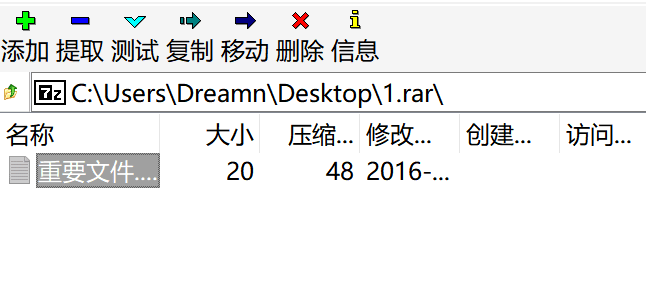 添加 提取 测试 复制 移动 删除 信息
7z C:\Users\Dreamn\Desktop\1.rar\
名称 大小 压缩... 修改... 创建... 访问...
重要文件.... 20 48 2016-...